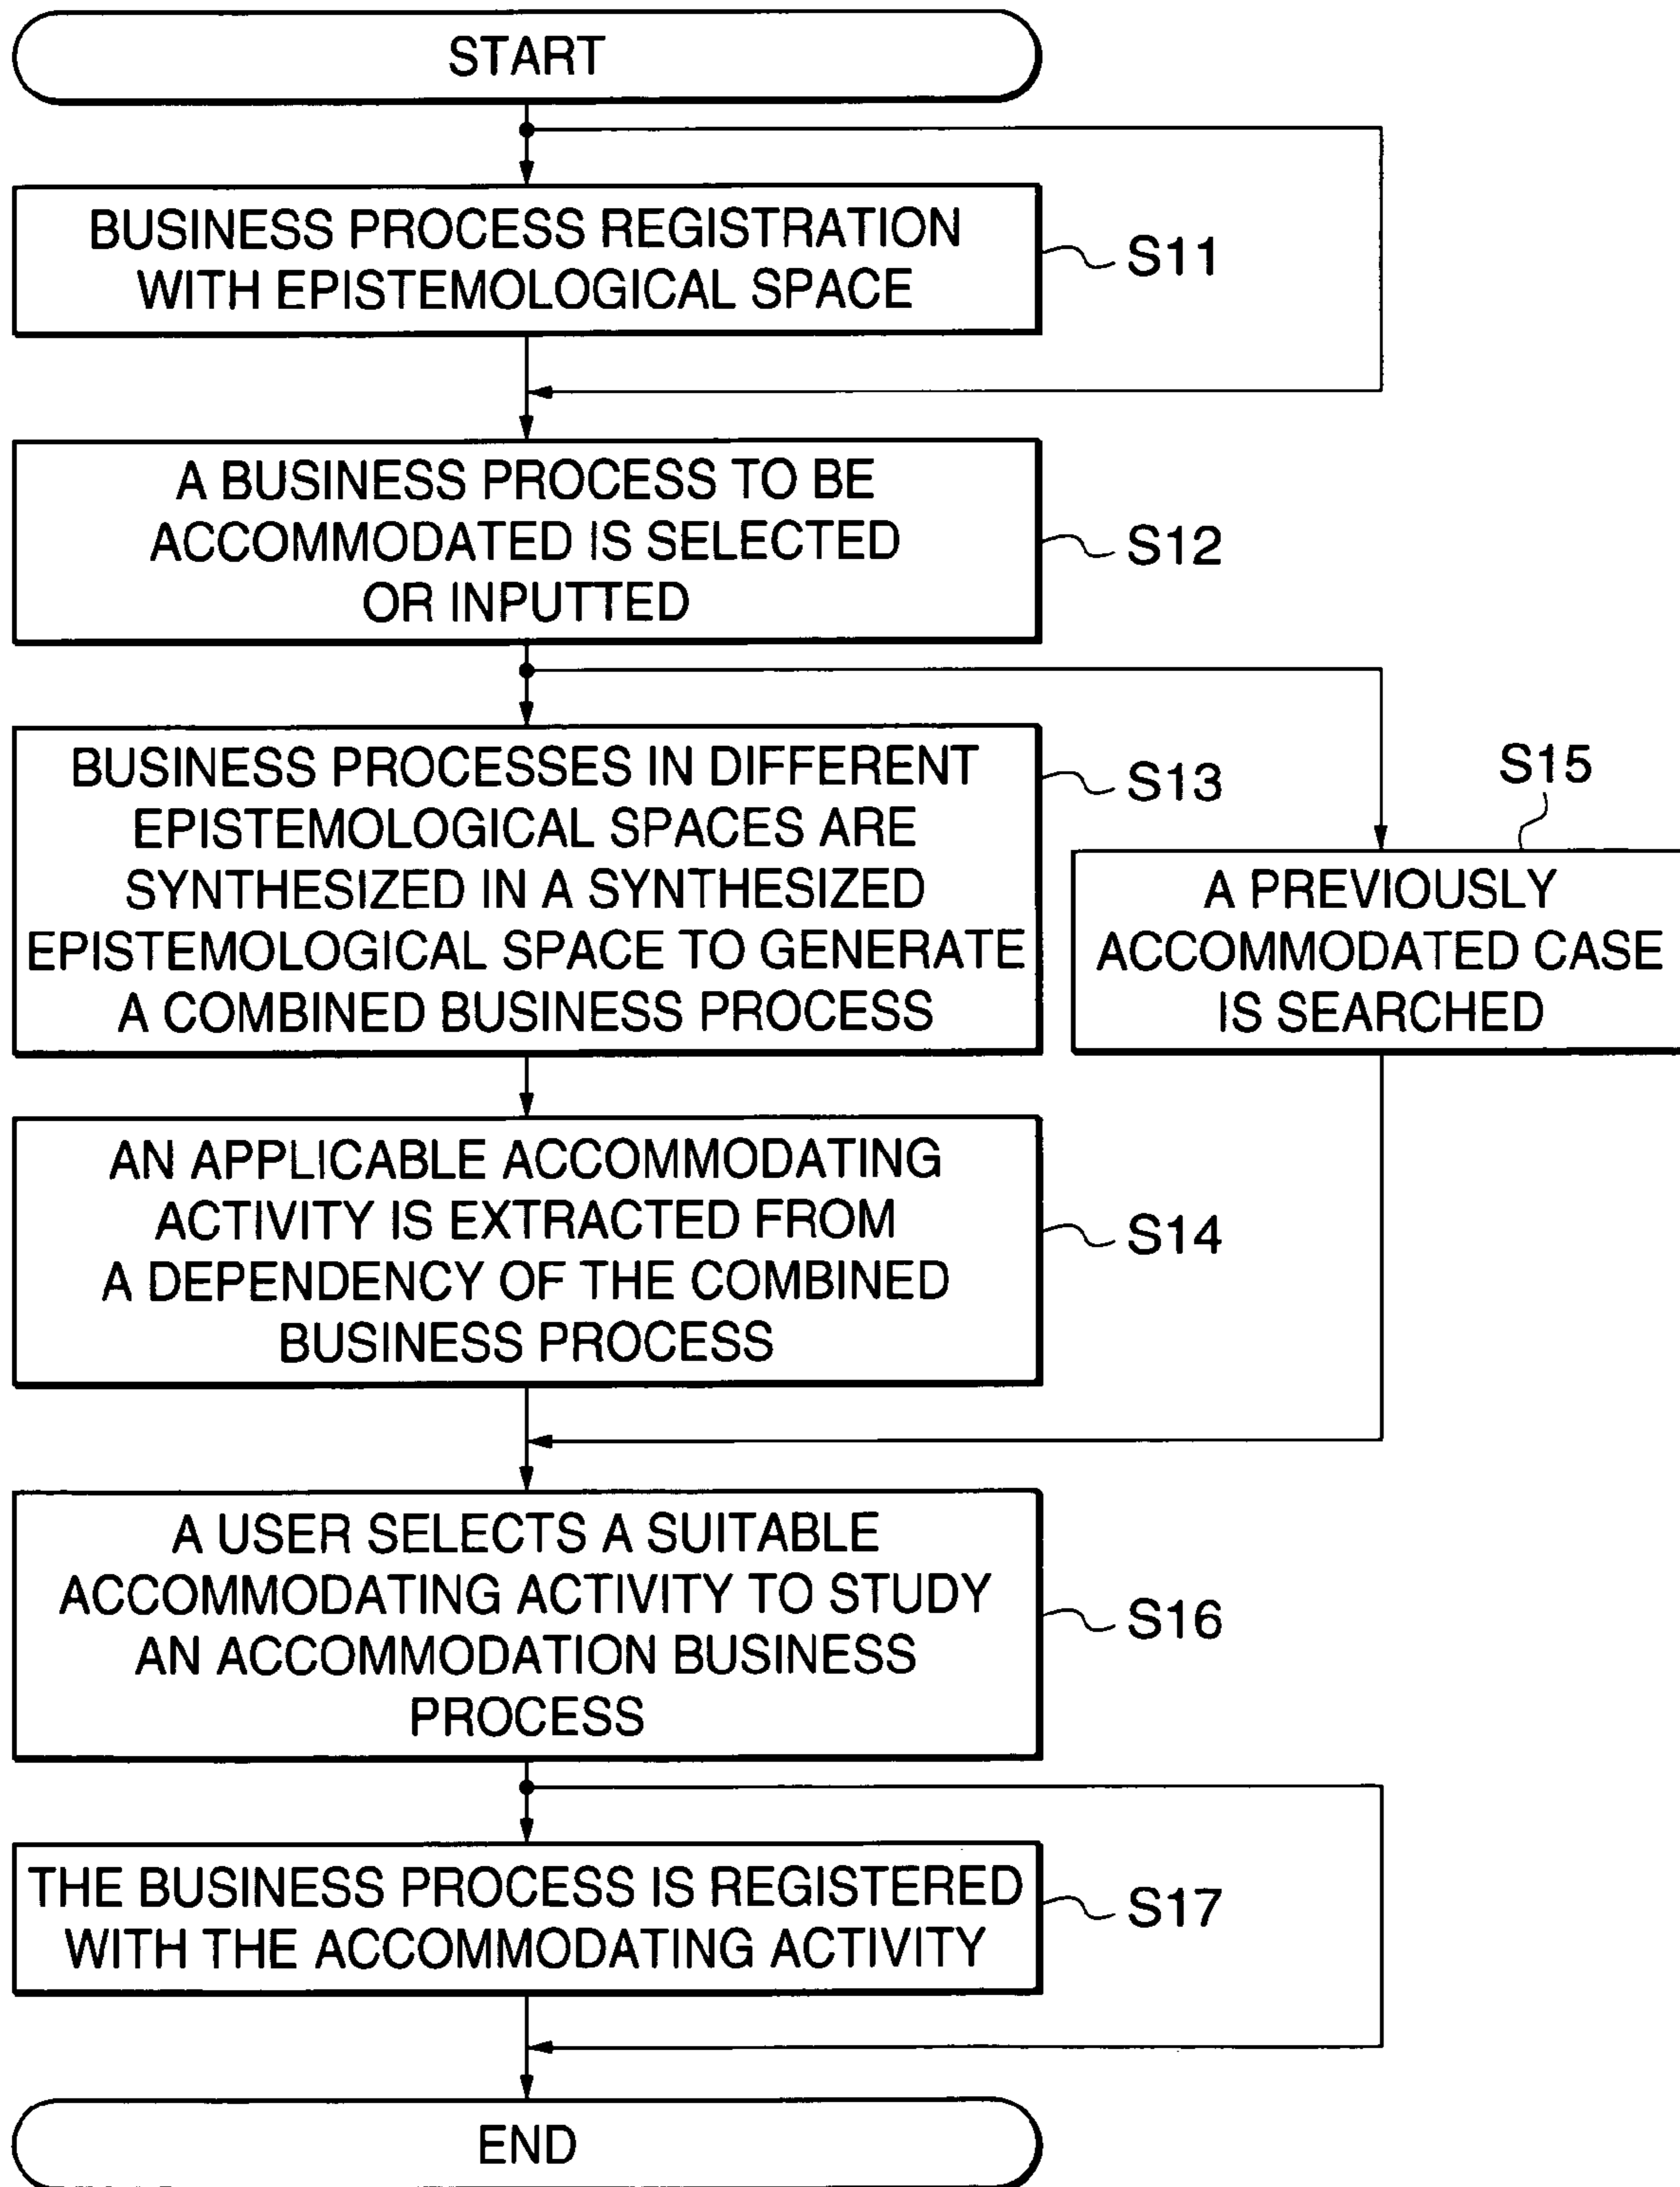 START
BUSINESS PROCESS REGISTRATION
WITH EPISTEMOLOGICAL SPACE
S11
A BUSINESS PROCESS TO BE
ACCOMMODATED IS SELECTED
OR INPUTTED
S12
BUSINESS PROCESSES IN DIFFERENT
EPISTEMOLOGICAL SPACES ARE
SYNTHESIZED IN A SYNTHESIZED
EPISTEMOLOGICAL SPACE TO GENERATE
A COMBINED BUSINESS PROCESS
S13
S15
A PREVIOUSLY
ACCOMMODATED CASE
IS SEARCHED
AN APPLICABLE ACCOMMODATING
ACTIVITY IS EXTRACTED FROM
A DEPENDENCY OF THE COMBINED
BUSINESS PROCESS
S14
A USER SELECTS A SUITABLE
ACCOMMODATING ACTIVITY TO STUDY
AN ACCOMMODATION BUSINESS
PROCESS
S16
THE BUSINESS PROCESS IS REGISTERED
WITH THE ACCOMMODATING ACTIVITY
S17
END